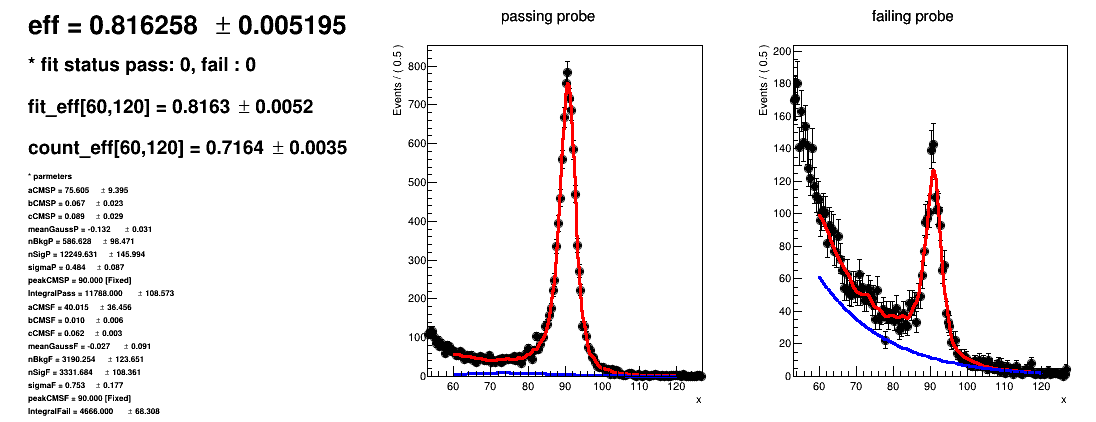 eff = 0.816258 ± 0.005195
* fit status pass: 0, fail : 0
fit_eff[60,120] = 0.8163 ± 0.0052
count_eff[60,120] = 0.7164 ± 0.0035
* parmeters
aCMSP = 75.605 ± 9.395
bCMSP = 0.067 ± 0.023
cCMSP = 0.089 ± 0.029
meanGaussP = -0.132 ± 0.031
nBkgP = 586.628 ± 98.471
nSigP = 12249.631 ± 145.994
sigmaP = 0.484 ± 0.087
peakCMSP = 90.000 [Fixed]
IntegralPass = 11788.000 ± 108.573
aCMSF = 40.015 ± 36.456
bCMSF = 0.010 ± 0.006
cCMSF = 0.062 ± 0.003
meanGaussF = -0.027 ± 0.091
nBkgF = 3190.254 ± 123.651
nSigF = 3331.684 ± 108.361
sigmaF = 0.753 ± 0.177
peakCMSF = 90.000 [Fixed]
IntegralFail = 4666.000 ± 68.308
passing probe
Events / ( 0.5 )
800
700
600
500
400
300
200
100
0
60 70 80 90 100 110 120
x
failing probe
Events / ( 0.5 )
200
180
160
140
120
100
80
60
40
20
0
60 70 80 90 100 110 120
x